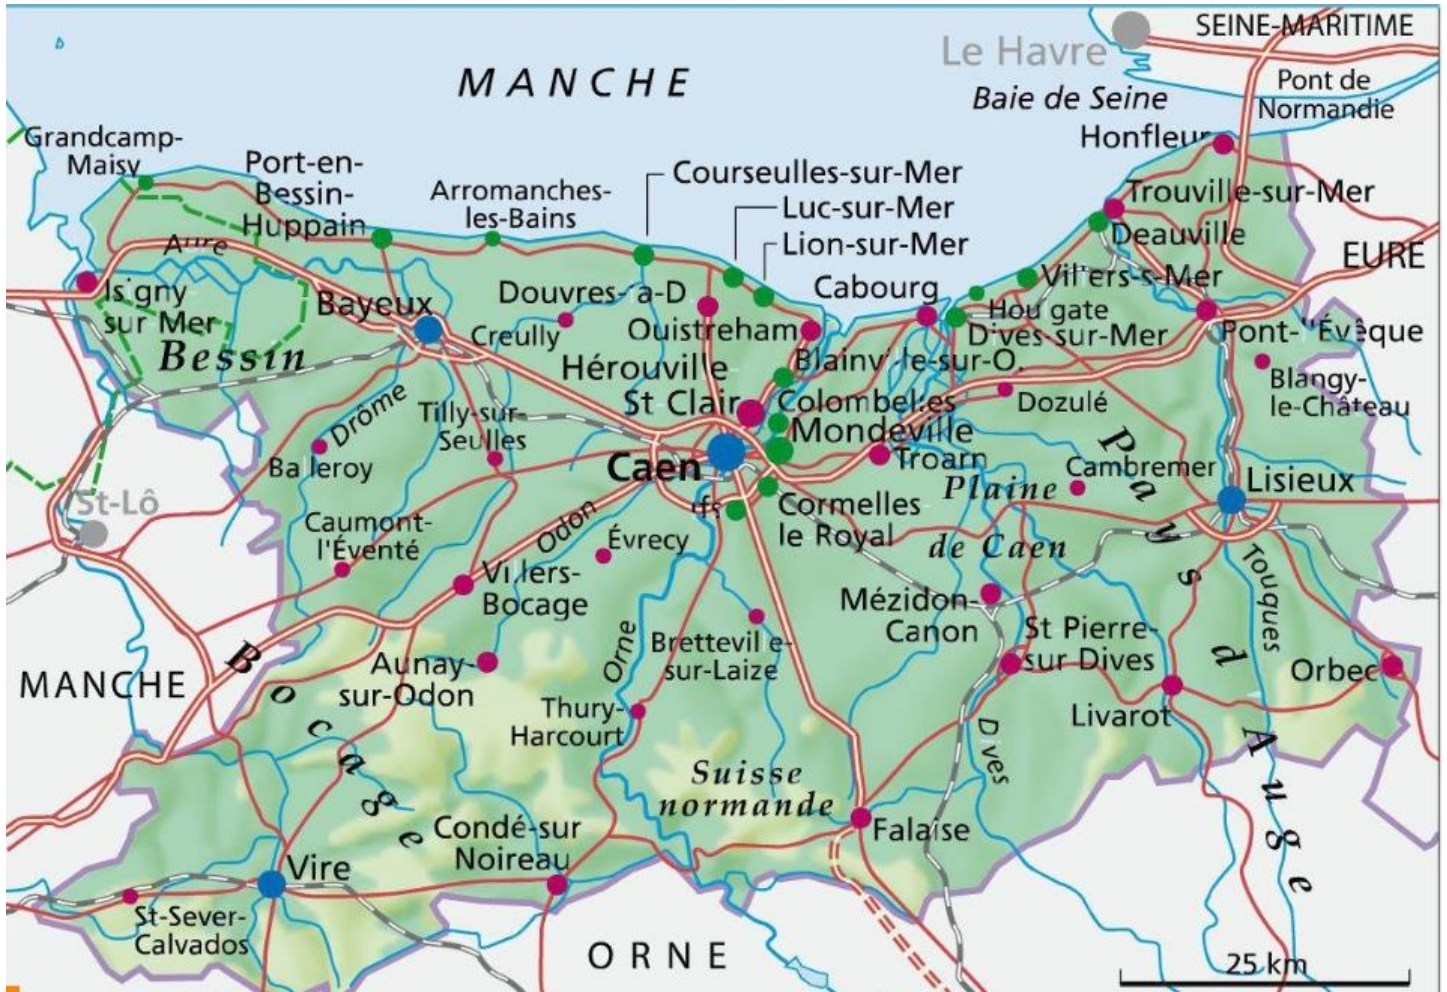 SEINE-MARITIME
Le Havre
MANCHE
Pont de
Normandie
Baie de Seine
Honfleur
Grandcamp-
Maisy
Port-en-
Bessin-
Huppain
Arromanches-
les-Bains
Courseulles-sur-Mer
Luc-sur-Mer
Lion-sur-Mer
Trouville-sur-Mer
Deauville
EURE
Aure
Isigny
sur Mer
Bayeux
Douvres-la-D
Creully
Ouistreham
Cabourg
Villers-s-Mer
Houlgate
Dives-sur-Mer
Pont-l'Évêque
Bessin
Hérouville
St Clair
Blainville-sur-O.
Colombelles
Mondeville
Dozulé
Blangy-
le-Château
Drôme
Tilly-sur-
Seulles
Balleroy
Caen
Troarn
Plaine
de Caen
Cambremer
Lisieux
Pays d Auge
St-Lô
Caumont-
l'Éventé
Odon
Évrecy
Ifs
Cormelles
le Royal
Touques
Villers-
Bocage
Mézidon-
Canon
Orne
Bretteville-
sur-Laize
St Pierre-
sur Dives
Orbec
MANCHE
Bocage
Aunay-
sur-Odon
Thury-
Harcourt
Livarot
Dives
Suisse
normande
Condé-sur
Noireau
Falaise
Vire
St-Sever-
Calvados
ORNE
25 km